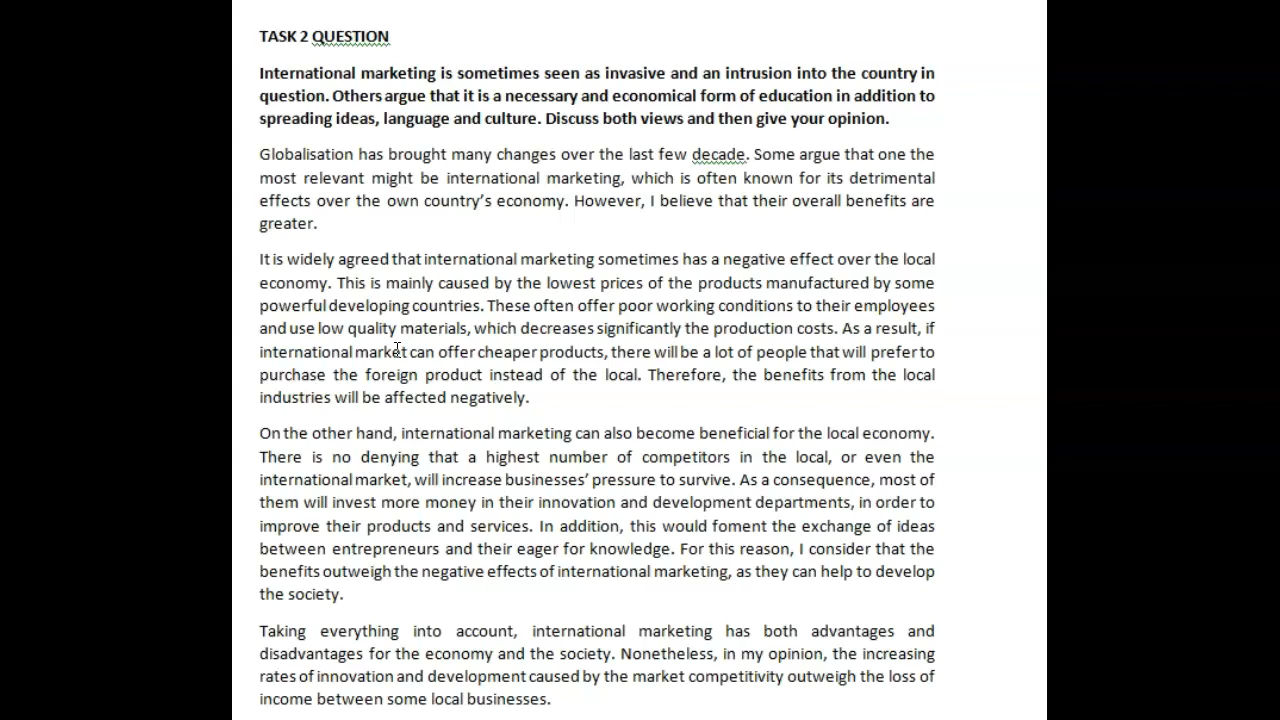 TASK 2 QUESTION
International marketing is sometimes seen as invasive and an intrusion into the country in
question. Others argue that it is a necessary and economical form of education in addition to
spreading ideas, language and culture. Discuss both views and then give your opinion.
Globalisation has brought many changes over the last few decade. Some argue that one the
most relevant might be international marketing, which is often known for its detrimental
effects over the own country’s economy. However, I believe that their overall benefits are
greater.
It is widely agreed that international marketing sometimes has a negative effect over the local
economy. This is mainly caused by the lowest prices of the products manufactured by some
powerful developing countries. These often offer poor working conditions to their employees
and use low quality materials, which decreases significantly the production costs. As a result, if
international market can offer cheaper products, there will be a lot of people that will prefer to
purchase the foreign product instead of the local. Therefore, the benefits from the local
industries will be affected negatively.
On the other hand, international marketing can also become beneficial for the local economy.
There is no denying that a highest number of competitors in the local, or even the
international market, will increase businesses’ pressure to survive. As a consequence, most of
them will invest more money in their innovation and development departments, in order to
improve their products and services. In addition, this would foment the exchange of ideas
between entrepreneurs and their eager for knowledge. For this reason, I consider that the
benefits outweigh the negative effects of international marketing, as they can help to develop
the society.
Taking everything into account, international marketing has both advantages and
disadvantages for the economy and the society. Nonetheless, in my opinion, the increasing
rates of innovation and development caused by the market competitivity outweigh the loss of
income between some local businesses.